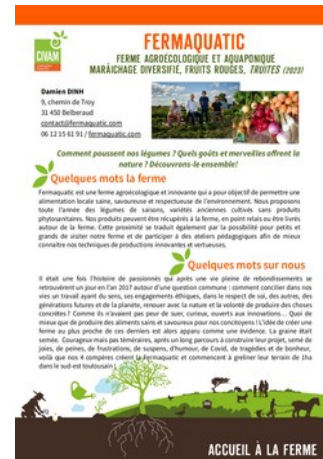 CIVAM
FERMAQUATIC
FERME AGROÉCOLOGIQUE ET AQUAPONIQUE
MARAÎCHAGE DIVERSIFIÉ, FRUITS ROUGES, TRUITES (2023)
Damien DINH
9, chemin de Troy
31 450 Belberaud
contact@fermaquatic.com
06 12 15 61 91 / fermaquatic.com
Comment poussent nos légumes ? Quels goûts et merveilles offrent la
nature ? Découvrons-le ensemble!
Quelques mots la ferme
Fermaquatic est une ferme agroécologique et innovante qui a pour objectif de permettre une
alimentation locale saine, savoureuse et respectueuse de l'environnement. Nous proposons
toute l'année des légumes de saisons, variétés anciennes cultivés sans produits
phytosanitaires. Nos produits peuvent être récupérés à la ferme, en point relais ou être livrés
autour de la ferme. Cette proximité se traduit également par la possibilité pour petits et
grands de visiter notre ferme et de participer à des ateliers pédagogiques afin de mieux
connaître nos techniques de productions innovantes et vertueuses.
Quelques mots sur nous
Il était une fois l'histoire de passionnés qui après une vie pleine de rebondissements se
retrouvèrent un jour en l'an 2017 autour d'une question commune : comment concilier dans nos
vies un travail ayant du sens, ses engagements éthiques, dans le respect de soi, des autres, des
générations futures et de la planète, renouer avec la nature et la volonté de produire des choses
concrètes ? Comme ils n'avaient pas peur de suer, curieux, ouverts aux innovations... Quoi de
mieux que de produire des aliments sains et savoureux pour nos concitoyens ! L'idée de créer une
ferme au plus proche de ces derniers est alors apparu comme une évidence. La graine était
semée. Courageux mais pas téméraires, après un long parcours à construire leur projet, semé de
joies, de peines, de frustrations, de suspens, d'humour, de Covid, de tragédies et de bonheur,
voilà que nos 4 compères créent la Fermaquatic et commencent à greliner leur terrain de 1ha
dans le sud-est toulousain !
ACCUEIL À LA FERME